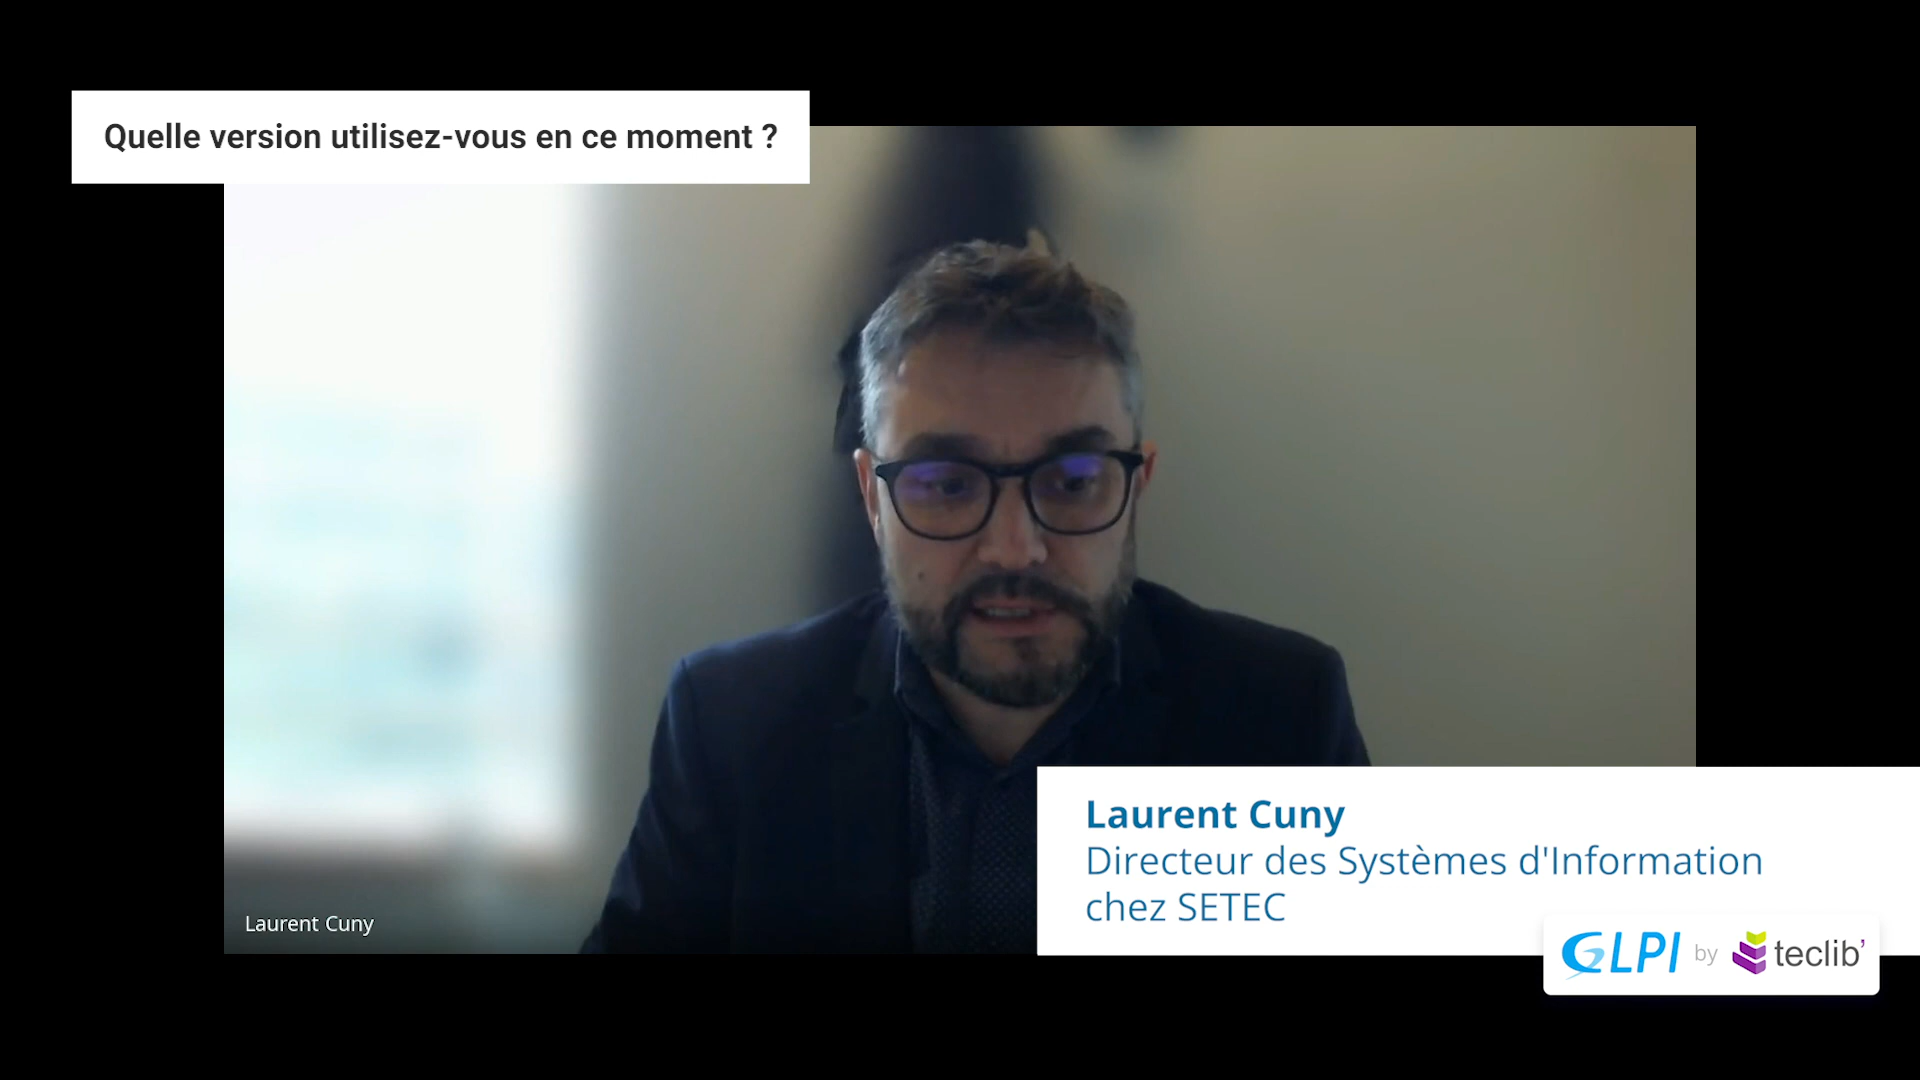 Quelle version utilisez-vous en ce moment ?
Laurent Cuny
Directeur des Systèmes d'Information
chez SETEC
Laurent Cuny
GLPI by teclib'